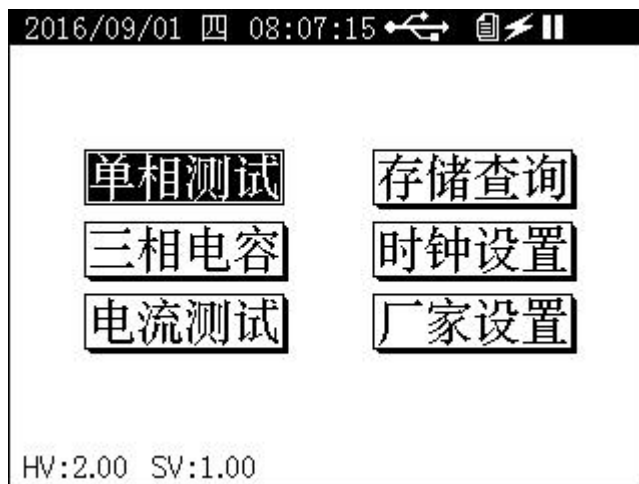 2016/09/01 四 08:07:15
单相测试 存储查询
三相电容 时钟设置
电流测试 厂家设置
HV:2.00 SV:1.00